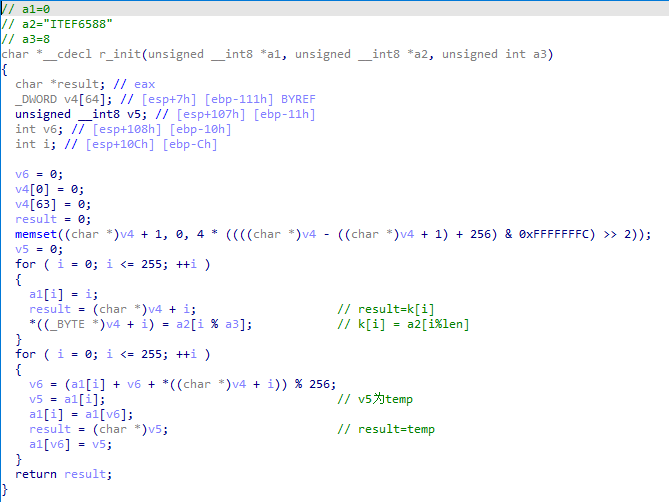 // a1=0
// a2="ITEF6588"
// a3=8
char *__cdecl r_init(unsigned __int8 *a1, unsigned __int8 *a2, unsigned int a3)
{
  char *result; // eax
  _DWORD v4[64]; // [esp+7h] [ebp-111h] BYREF
  unsigned __int8 v5; // [esp+107h] [ebp-11h]
  int v6; // [esp+108h] [ebp-10h]
  int i; // [esp+10Ch] [ebp-Ch]

  v6 = 0;
  v4[0] = 0;
  v4[63] = 0;
  result = 0;
  memset((char *)v4 + 1, 0, 4 * ((((char *)v4 - ((char *)v4 + 1) + 256) & 0xFFFFFFFC) >> 2));
  v5 = 0;
  for ( i = 0; i <= 255; ++i )
  {
    a1[i] = i;
    result = (char *)v4 + i;                    // result=k[i]
    *((_BYTE *)v4 + i) = a2[i % a3];            // k[i] = a2[i%len]
  }
  for ( i = 0; i <= 255; ++i )
  {
    v6 = (a1[i] + v6 + *((char *)v4 + i)) % 256;
    v5 = a1[i];                                 // v5为temp
    a1[i] = a1[v6];
    result = (char *)v5;                        // result=temp
    a1[v6] = v5;
  }
  return result;
}